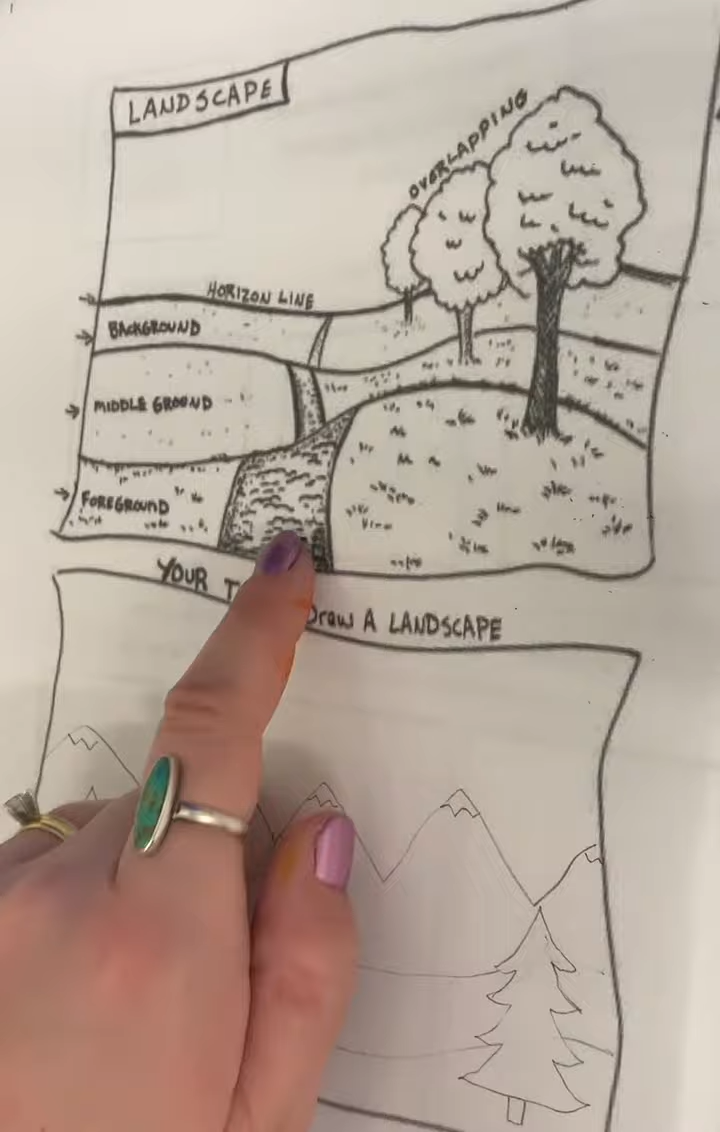 LANDSCAPE
OVERLAPPING
HORIZON LINE
BACKGROUND
MIDDLE GROUND
FOREGROUND
YOUR Draw A LANDSCAPE